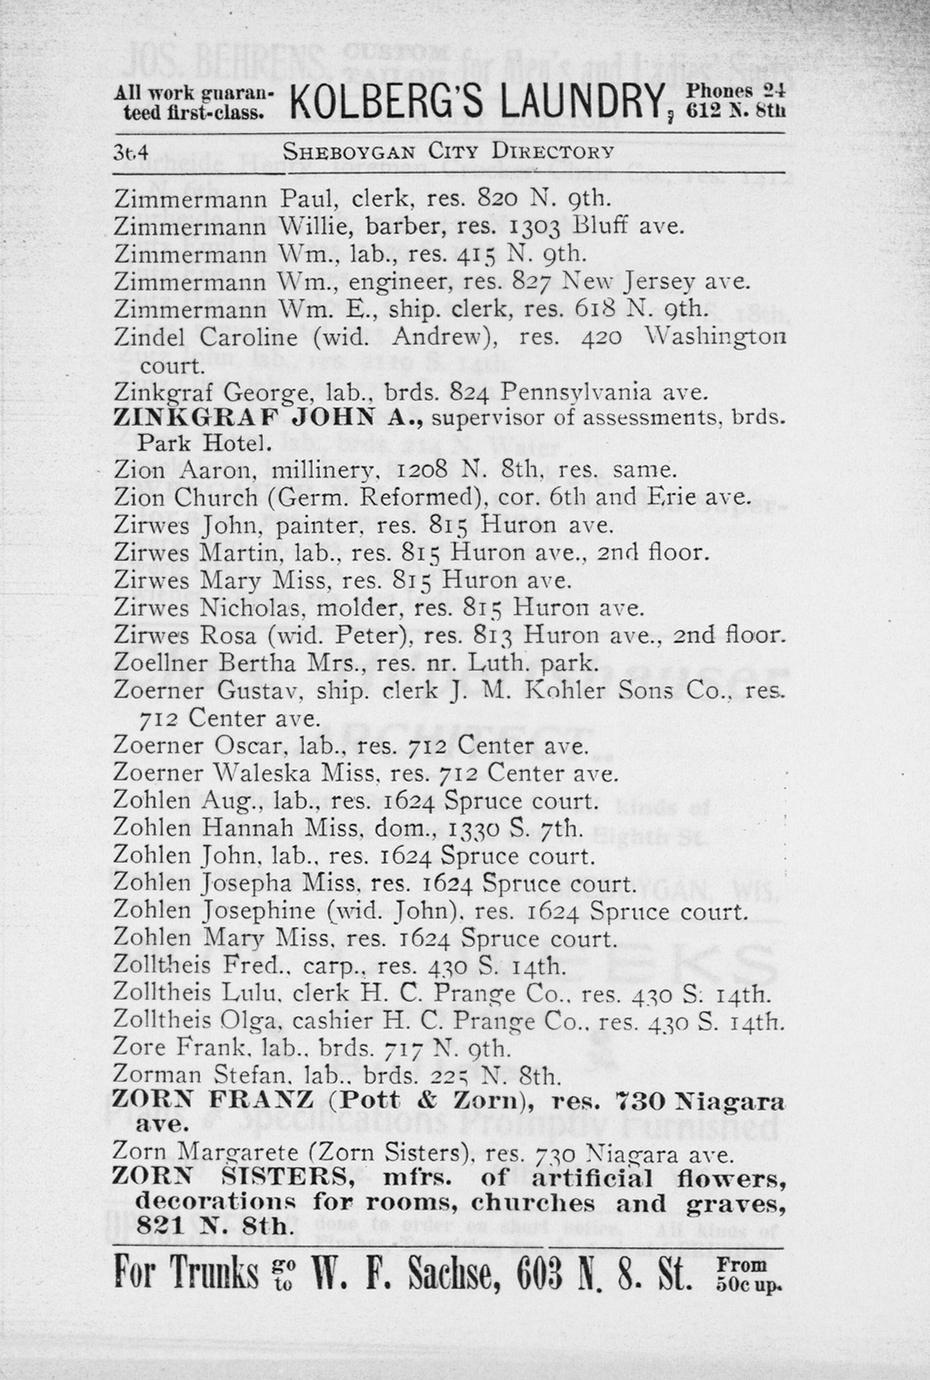 All work guaran-
teed first-class.
KOLBERG'S LAUNDRY,
Phones 24
612 N. 8th
3t.4
SHEBOYGAN CITY DIRECTORY
Zimmermann Paul, clerk, res. 820 N. 9th.
Zimmermann Willie, barber, res. 1303 Bluff ave.
Zimmermann Wm., lab., res. 415 N. 9th.
Zimmermann Wm., engineer, res. 827 New Jersey ave.
Zimmermann Wm. E., ship. clerk, res. 618 N. 9th.
Zindel Caroline (wid. Andrew), res. 420 Washington
court.
Zinkgraf George, lab., brds. 824 Pennsylvania ave.
ZINKGRAF JOHN A., supervisor of assessments, brds.
Park Hotel.
Zion Aaron, millinery, 1208 N. 8th, res. same.
Zion Church (Germ. Reformed), cor. 6th and Erie ave.
Zirwes John, painter, res. 815 Huron ave.
Zirwes Martin, lab., res. 815 Huron ave., 2nd floor.
Zirwes Mary Miss, res. 815 Huron ave.
Zirwes Nicholas, molder, res. 815 Huron ave.
Zirwes Rosa (wid. Peter), res. 813 Huron ave., 2nd floor.
Zoellner Bertha Mrs., res. nr. Luth. park.
Zoerner Gustav, ship. clerk J. M. Kohler Sons Co., res.
712 Center ave.
Zoerner Oscar, lab., res. 712 Center ave.
Zoerner Waleska Miss, res. 712 Center ave.
Zohlen Aug., lab., res. 1624 Spruce court.
Zohlen Hannah Miss, dom., 1330 S. 7th.
Zohlen John, lab., res. 1624 Spruce court.
Zohlen Josepha Miss, res. 1624 Spruce court.
Zohlen Josephine (wid. John), res. 1624 Spruce court.
Zohlen Mary Miss, res. 1624 Spruce court.
Zolltheis Fred., carp., res. 430 S. 14th.
Zolltheis Lulu, clerk H. C. Prange Co., res. 430 S. 14th.
Zolltheis Olga, cashier H. C. Prange Co., res. 430 S. 14th.
Zore Frank, lab., brds. 717 N. 9th.
Zorman Stefan, lab., brds. 225 N. 8th.
ZORN FRANZ (Pott & Zorn), res. 730 Niagara
ave.
Zorn Margarete (Zorn Sisters), res. 730 Niagara ave.
ZORN SISTERS, mfrs. of artificial flowers,
decorations for rooms, churches and graves,
821 N. 8th.
For Trunks go to W. F. Sachse, 603 N. 8. St. From 50c up.